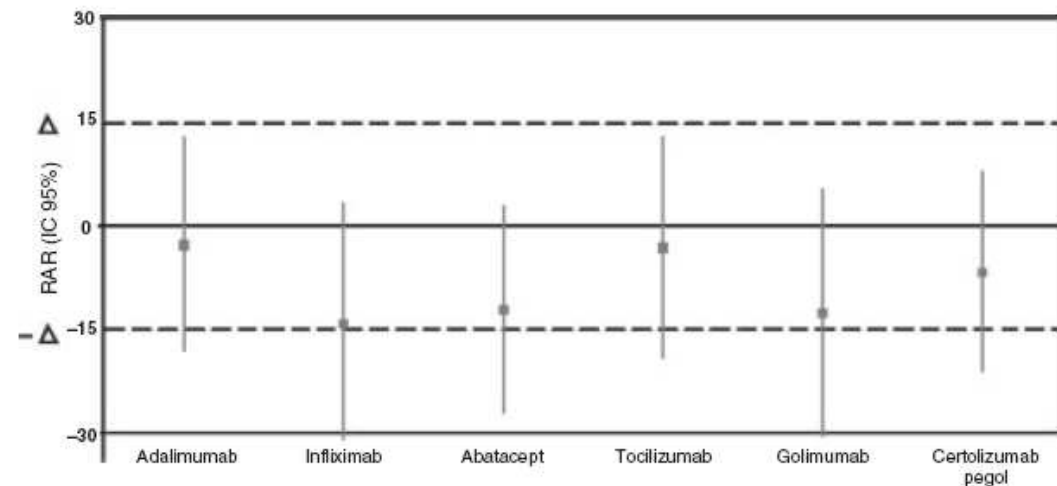 30
Δ 15
0
−15
− Δ
−30
RAR (IC 95%)
Adalimumab Infliximab Abatacept Tocilizumab Golimumab Certolizumab
pegol